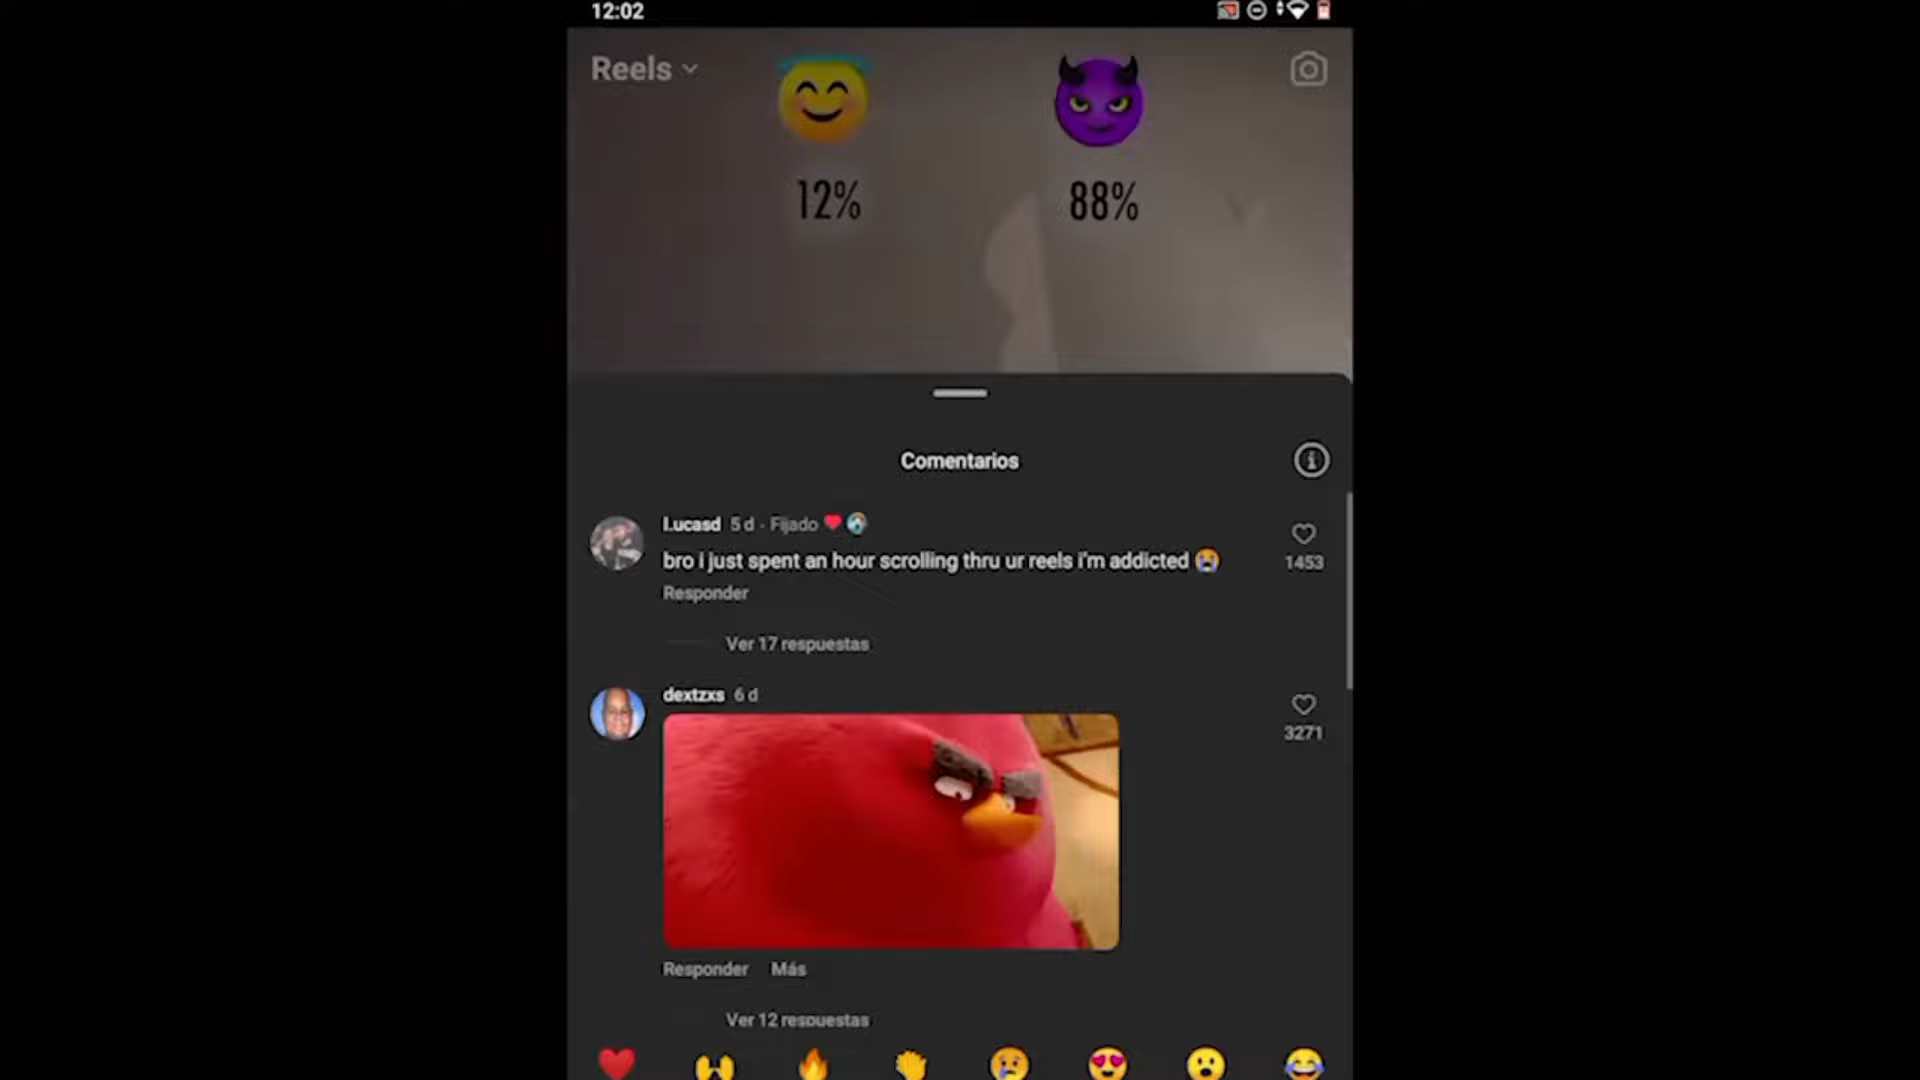 12:02
Reels
12% 88%
Comentarios
l.ucasd 5 d · Fijado
bro i just spent an hour scrolling thru ur reels i'm addicted 😭
1453
Responder
Ver 17 respuestas
dextzxs 6 d
3271
Responder Más
Ver 12 respuestas